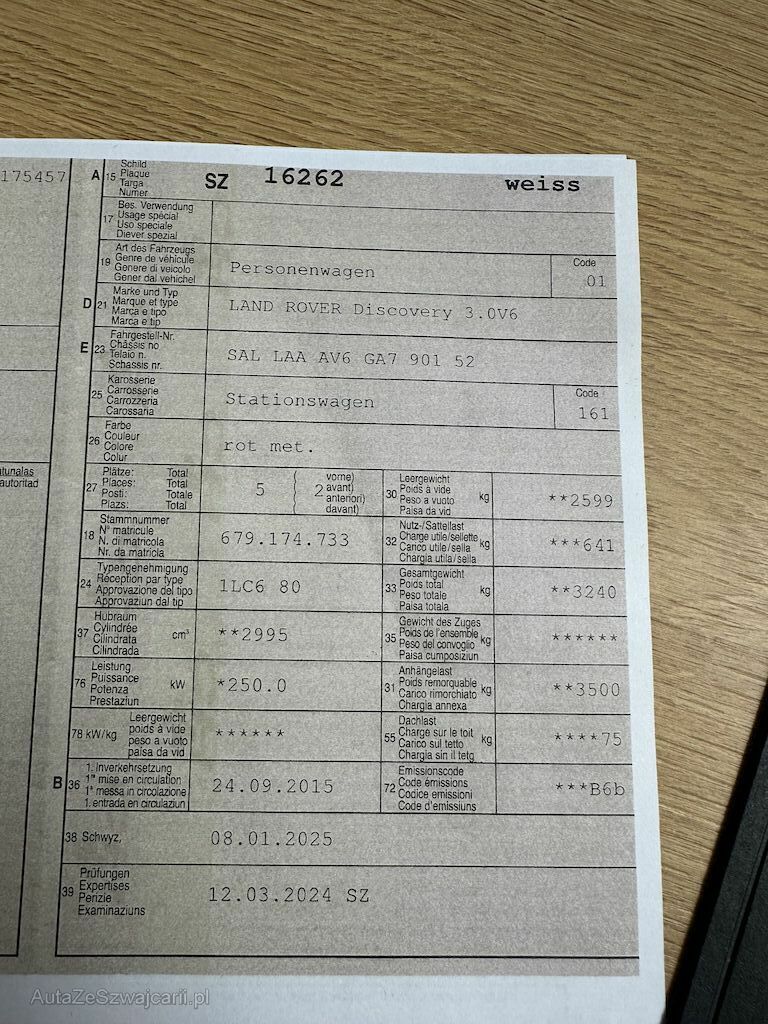 175457
A 15 Schild
Plaque
Targa
Numer
SZ 16262 weiss
17 Bes. Verwendung
Usage spécial
Uso speciale
Diever spezial
19 Art des Fahrzeugs
Genre de véhicule
Genere di veicolo
Gener dal vehichel
Personenwagen
Code
01
D 21 Marke und Typ
Marque et type
Marca e tipo
Marca e tip
LAND ROVER Discovery 3.0V6
E 23 Fahrgestell-Nr.
Châssis no
Telaio n.
Schassis nr.
SAL LAA AV6 GA7 901 52
25 Karosserie
Carrosserie
Carrozzeria
Carossaria
Stationswagen
Code
161
26 Farbe
Couleur
Colore
Colur
rot met.
tunalas
autoritad
27 Plätze: Total
Places: Total
Posti: Totale
Plazs: Total
5 ( 2 vorne)
avant)
anteriori)
davant)
30 Leergewicht
Poids à vide
Peso a vuoto
Paisa da vid
kg
**2599
18 Stammnummer
N° matricule
N. di matricola
Nr. da matricla
679.174.733
32 Nutz-/Sattellast
Charge utile/sellette
Carico utile/sella
Chargia utila/sella
kg
***641
24 Typengenehmigung
Réception par type
Approvazione del tipo
Approvaziun dal tip
1LC6 80
33 Gesamtgewicht
Poids total
Peso totale
Paisa totala
kg
**3240
37 Hubraum
Cylindrée
Cilindrata
Cilindrada
cm³
**2995
35 Gewicht des Zuges
Poids de l'ensemble
Peso del convoglio
Paisa cumposiziun
kg
******
76 Leistung
Puissance
Potenza
Prestaziun
kW
*250.0
31 Anhängelast
Poids remorquable
Carico rimorchiato
Chargia annexa
kg
**3500
78 kW/kg Leergewicht
poids à vide
peso a vuoto
paisa da vid
******
55 Dachlast
Charge sur le toit
Carico sul tetto
Chargia sin il tetg
kg
****75
B 36 1. Inverkehrsetzung
1re mise en circulation
1a messa in circolazione
1. entrada en circulaziun
24.09.2015
72 Emissionscode
Code émissions
Codice emissioni
Code d'emissiuns
***B6b
38 Schwyz, 08.01.2025
39 Prüfungen
Expertises
Perizie
Examinaziuns
12.03.2024 SZ
AutaZeSzwajcarii.pl